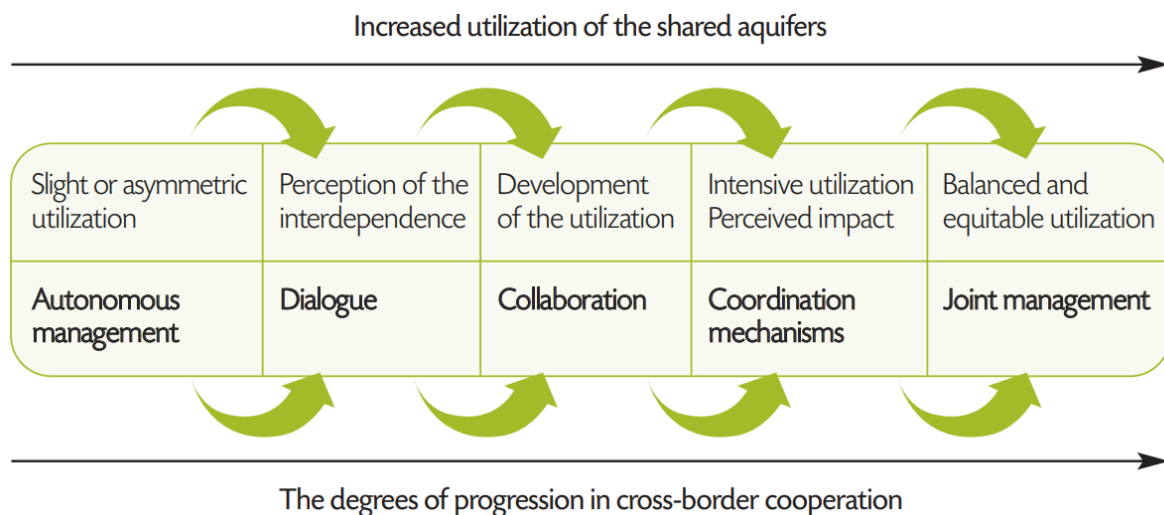 Increased utilization of the shared aquifers
Slight or asymmetric
utilization
Perception of the
interdependence
Development
of the utilization
Intensive utilization
Perceived impact
Balanced and
equitable utilization
Autonomous
management
Dialogue
Collaboration
Coordination
mechanisms
Joint management
The degrees of progression in cross-border cooperation